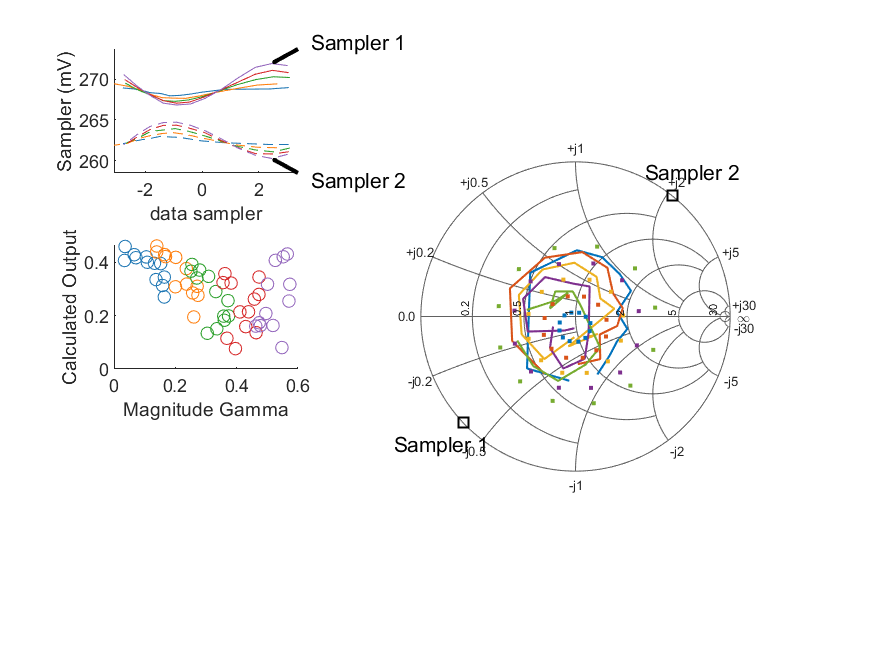 Sampler 1
Sampler (mV)
270
265
260
-2
0
2
data sampler
Sampler 2
Calculated Output
0.4
0.2
0
0
0.2
0.4
0.6
Magnitude Gamma
+j1
Sampler 2
+j0.5
+j2
+j0.2
+j5
0.0
0.2
0.5
1
2
5
30
+j30
∞
-j30
-j0.2
-j5
Sampler 1
-j0.5
-j2
-j1